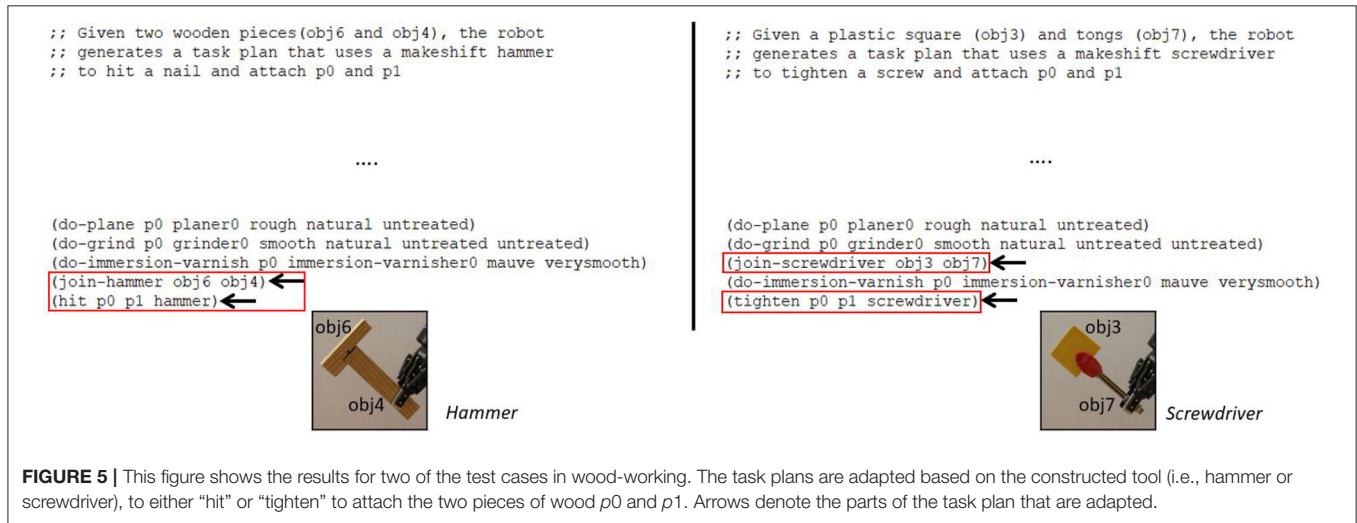 ;; Given two wooden pieces(obj6 and obj4), the robot
;; generates a task plan that uses a makeshift hammer
;; to hit a nail and attach p0 and p1
....
(do-plane p0 planer0 rough natural untreated)
(do-grind p0 grinder0 smooth natural untreated untreated)
(do-immersion-varnish p0 immersion-varnisher0 mauve verysmooth)
(join-hammer obj6 obj4)
(hit p0 p1 hammer)
obj6
obj4
Hammer
;; Given a plastic square (obj3) and tongs (obj7), the robot
;; generates a task plan that uses a makeshift screwdriver
;; to tighten a screw and attach p0 and p1
....
(do-plane p0 planer0 rough natural untreated)
(do-grind p0 grinder0 smooth natural untreated untreated)
(join-screwdriver obj3 obj7)
(do-immersion-varnish p0 immersion-varnisher0 mauve verysmooth)
(tighten p0 p1 screwdriver)
obj3
obj7
Screwdriver
FIGURE 5 | This figure shows the results for two of the test cases in wood-working. The task plans are adapted based on the constructed tool (i.e., hammer or
screwdriver), to either “hit” or “tighten” to attach the two pieces of wood p0 and p1. Arrows denote the parts of the task plan that are adapted.